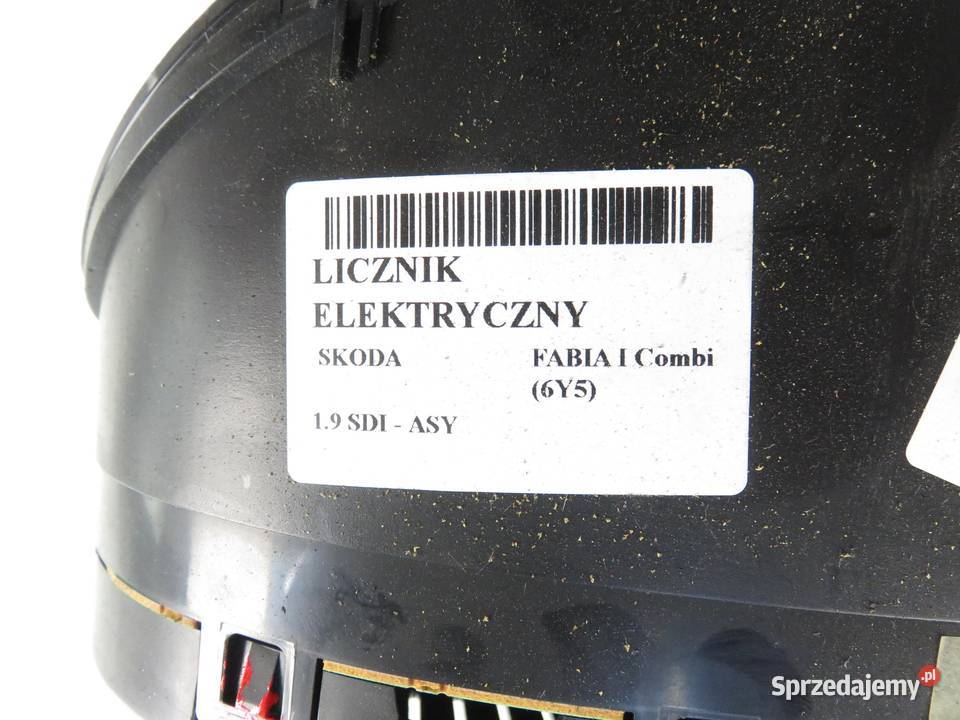 LICZNIK
ELEKTRYCZNY
SKODA FABIA I Combi
(6Y5)
1.9 SDI - ASY
Sprzedajemy.pl